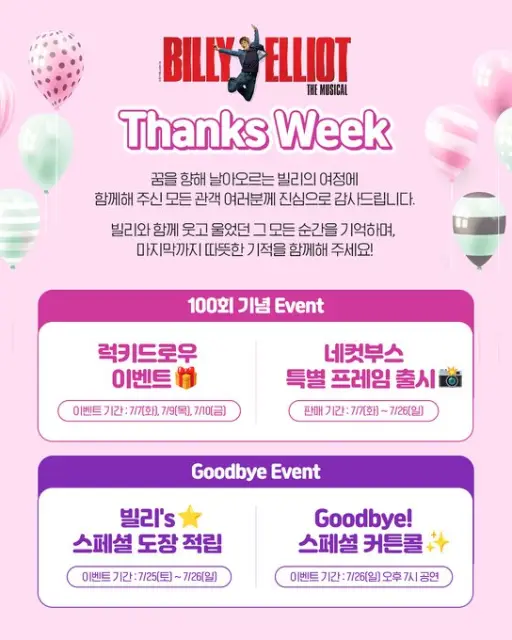 BILLY ELLIOT
THE MUSICAL
Thanks Week
꿈을 향해 날아오르는 빌리의 여정에
함께해 주신 모든 관객 여러분께 진심으로 감사드립니다.
빌리와 함께 웃고 울었던 그 모든 순간을 기억하며,
마지막까지 따뜻한 기적을 함께해 주세요!
100회 기념 Event
럭키드로우
이벤트🎁
이벤트 기간 : 7/7(화), 7/9(목), 7/10(금)
네컷부스
특별 프레임 출시📸
판매 기간 : 7/7(화) ~ 7/26(일)
Goodbye Event
빌리's⭐
스페셜 도장 적립
이벤트 기간 : 7/25(토) ~ 7/26(일)
Goodbye!
스페셜 커튼콜✨
이벤트 기간 : 7/26(일) 오후 7시 공연